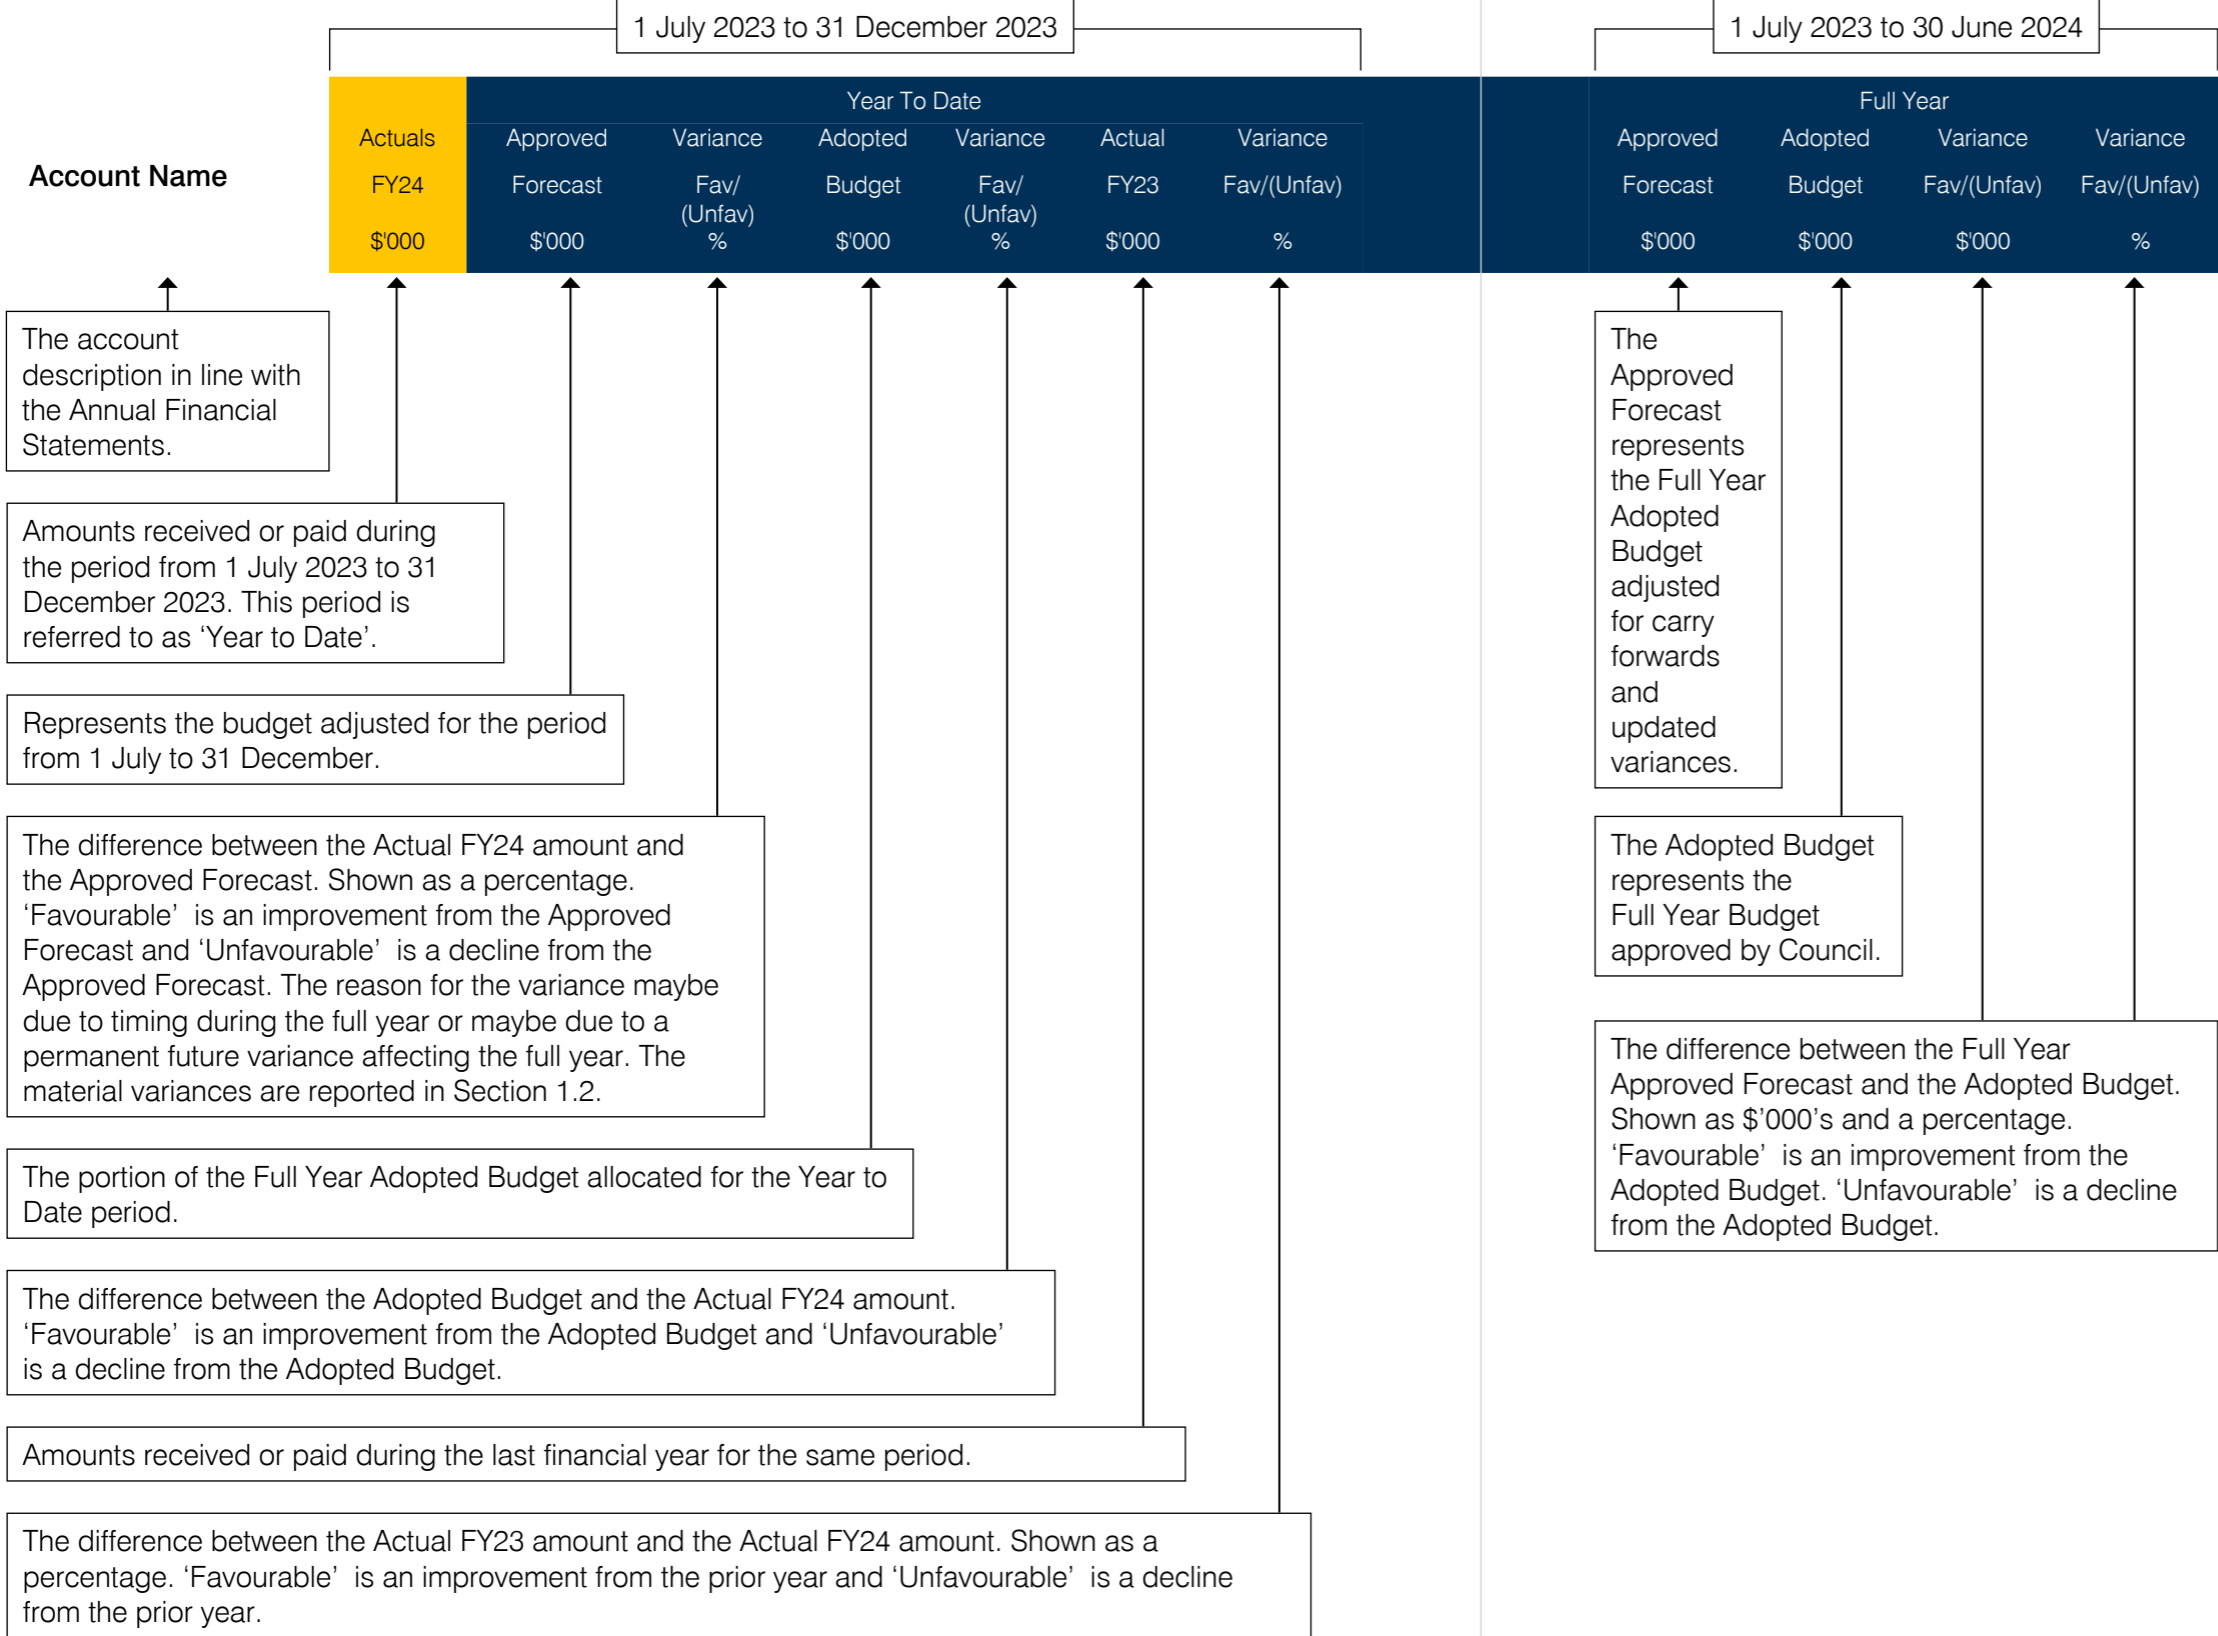 1 July 2023 to 31 December 2023
1 July 2023 to 30 June 2024
Year To Date
Full Year
Actuals Approved Variance Adopted Variance Actual Variance Approved Adopted Variance Variance
Account Name FY24 Forecast Fav/ Budget Fav/ FY23 Fav/(Unfav) Forecast Budget Fav/(Unfav) Fav/(Unfav)
(Unfav) (Unfav)
$'000 $'000 % $'000 % $'000 % $'000 $'000 $'000 %
The account
description in line with
the Annual Financial
Statements.
Amounts received or paid during
the period from 1 July 2023 to 31
December 2023. This period is
referred to as ‘Year to Date’.
Represents the budget adjusted for the period
from 1 July to 31 December.
The difference between the Actual FY24 amount and
the Approved Forecast. Shown as a percentage.
‘Favourable’ is an improvement from the Approved
Forecast and ‘Unfavourable’ is a decline from the
Approved Forecast. The reason for the variance maybe
due to timing during the full year or maybe due to a
permanent future variance affecting the full year. The
material variances are reported in Section 1.2.
The portion of the Full Year Adopted Budget allocated for the Year to
Date period.
The difference between the Adopted Budget and the Actual FY24 amount.
‘Favourable’ is an improvement from the Adopted Budget and ‘Unfavourable’
is a decline from the Adopted Budget.
Amounts received or paid during the last financial year for the same period.
The difference between the Actual FY23 amount and the Actual FY24 amount. Shown as a
percentage. ‘Favourable’ is an improvement from the prior year and ‘Unfavourable’ is a decline
from the prior year.
The
Approved
Forecast
represents
the Full Year
Adopted
Budget
adjusted
for carry
forwards
and
updated
variances.
The Adopted Budget
represents the
Full Year Budget
approved by Council.
The difference between the Full Year
Approved Forecast and the Adopted Budget.
Shown as $’000’s and a percentage.
‘Favourable’ is an improvement from the
Adopted Budget. ‘Unfavourable’ is a decline
from the Adopted Budget.